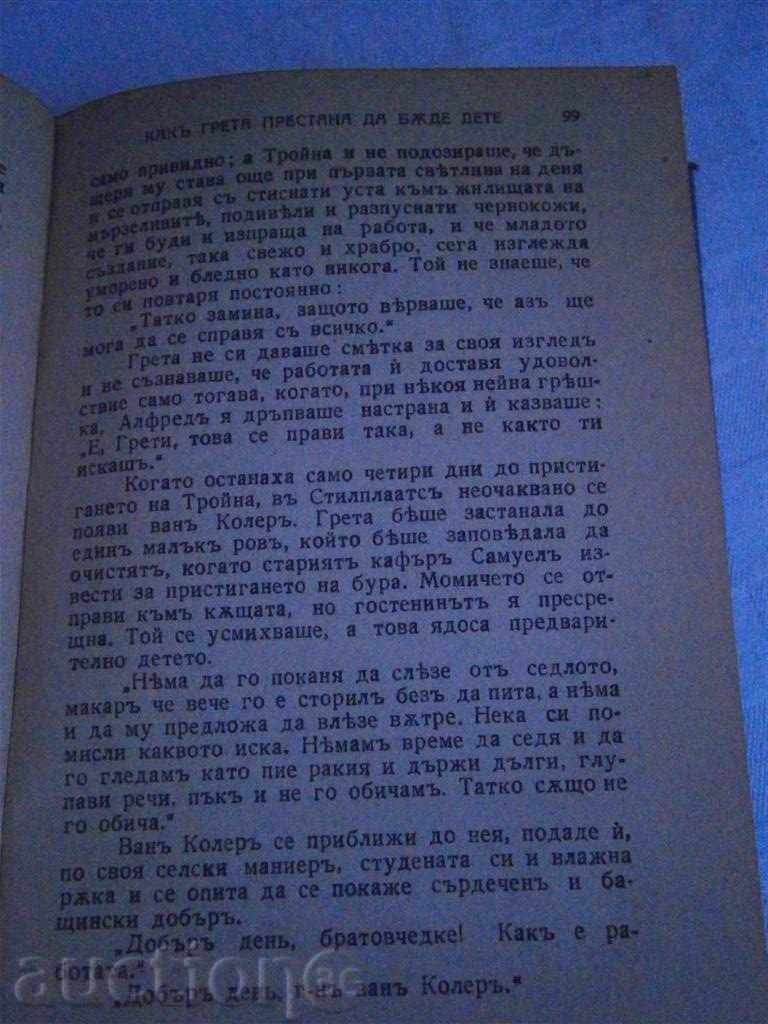 КАКЪ ГРЕТА ПРЕСТАНА ДА БѪДЕ ДЕТЕ 99
само привидно; а Тройна и не подозираше, че дъ-
щеря му става още при първата свѣтлина на деня
и се отправя съ стиснати уста къмъ жилищата на
мързеливитѣ, подивѣли и разпуснати чернокожи,
че ги буди и изпраща на работа, и че младото
създание, така свежо и храбро, сега изглежда
уморено и бледно като никога. Той не знаеше, че
то си повтаря постоянно:
„Татко замина, защото вѣрваше, че азъ ще
мога да се справя съ всичко.“
Грета не си даваше смѣтка за своя изгледъ
и не съзнаваше, че работата ѝ доставя удовол-
ствие само тогава, когато, при нѣкоя нейна грѣш-
ка, Алфредъ я дръпваше настрана и ѝ казваше:
„Е, Грети, това се прави така, а не както ти
искашъ.“
Когато останаха само четири дни до присти-
гането на Тройна, въ Стилплаатсъ неочаквано се
появи ванъ Колеръ. Грета бѣше застанала до
единъ малъкъ ровъ, който бѣше заповѣдала да
очистятъ, когато стариятъ кафъръ Самуелъ из-
вести за пристигането на бура. Момичето се от-
прави къмъ кѫщата, но гостенинътъ я пресре-
щна. Той се усмихваше, а това ядоса предвари-
телно детето.
„Нѣма да го поканя да слѣзе отъ седлото,
макаръ че вече го е сторилъ безъ да пита, а нѣма
и да му предложа да влѣзе вѫтре. Нека си по-
мисли каквото иска. Нѣмамъ време да седя и да
го гледамъ като пие ракия и държи дълги, глу-
пави речи, пъкъ и не го обичамъ. Татко сѫщо не
го обича.“
Ванъ Колеръ се приближи до нея, подаде ѝ,
по своя селски маниеръ, студената си и влажна
рѫка и се опита да се покаже сърдеченъ и ба-
щински добъръ.
„Добъръ день, братовчедке! Какъ е ра-
ботата.“
„Добъръ день, г-нъ ванъ Колеръ.“